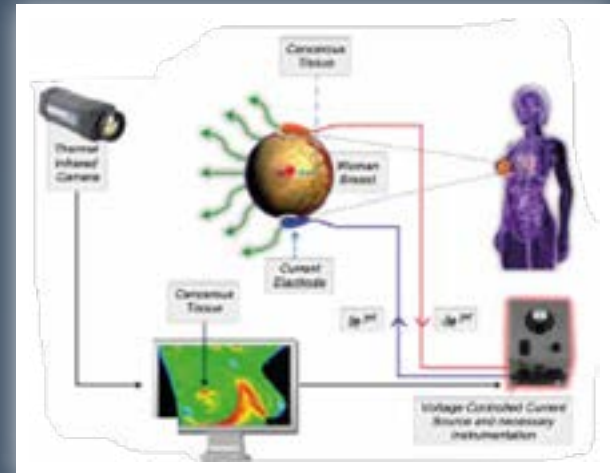 Cancerous
Tissue
Thermal
Infrared
Camera
Woman
Breast
Current
Electrode
Cancerous
Tissue
Voltage Controlled Current
Source and necessary
instrumentation